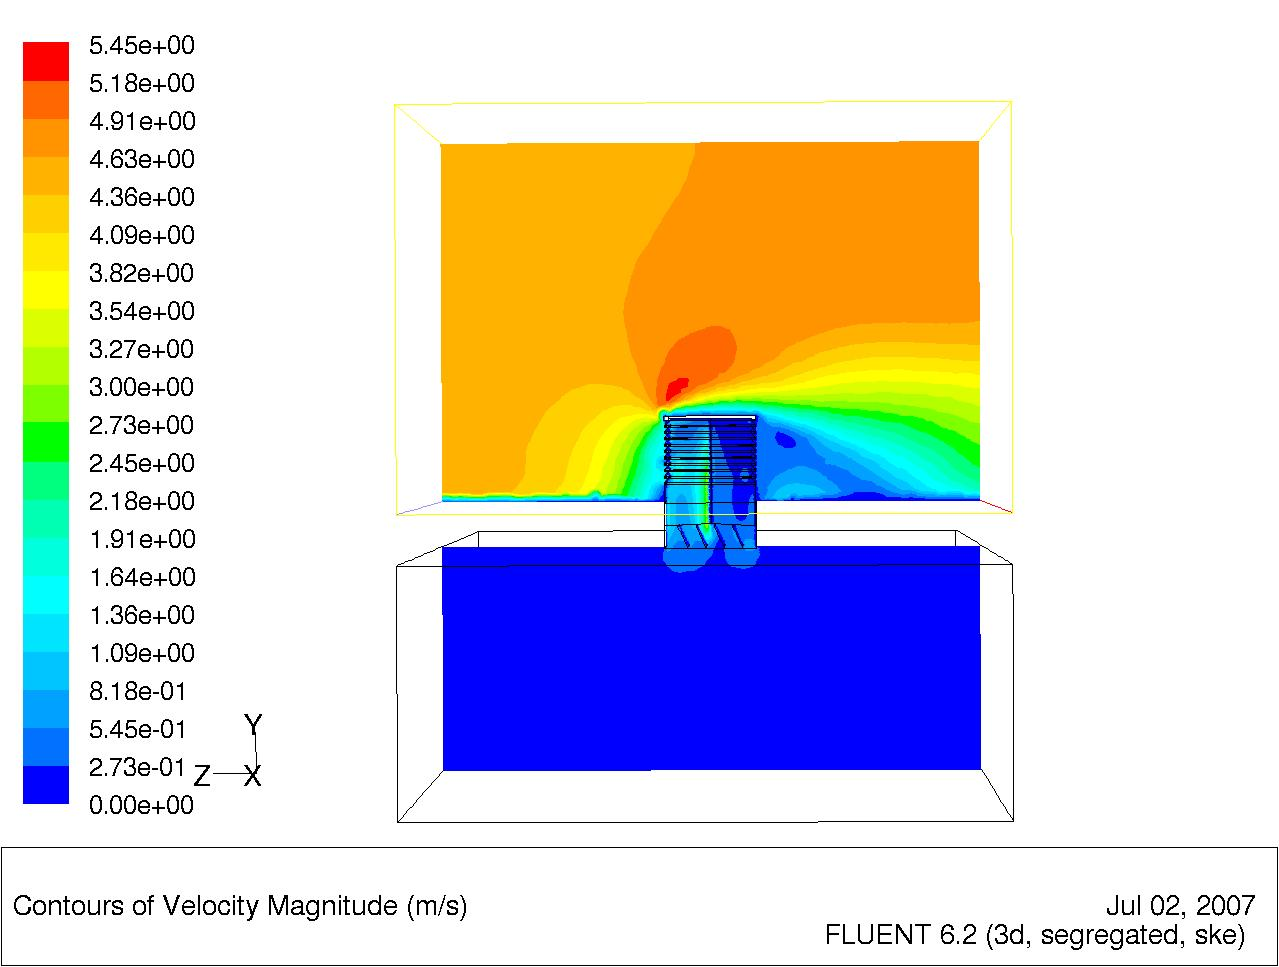 5.45e+00
5.18e+00
4.91e+00
4.63e+00
4.36e+00
4.09e+00
3.82e+00
3.54e+00
3.27e+00
3.00e+00
2.73e+00
2.45e+00
2.18e+00
1.91e+00
1.64e+00
1.36e+00
1.09e+00
8.18e-01
5.45e-01
2.73e-01
0.00e+00
Y
Z X
Contours of Velocity Magnitude (m/s)
Jul 02, 2007
FLUENT 6.2 (3d, segregated, ske)